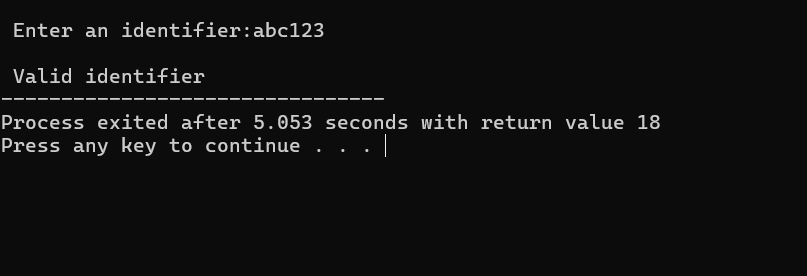 Enter an identifier:abc123
Valid identifier
--------------------------------
Process exited after 5.053 seconds with return value 18
Press any key to continue . . .